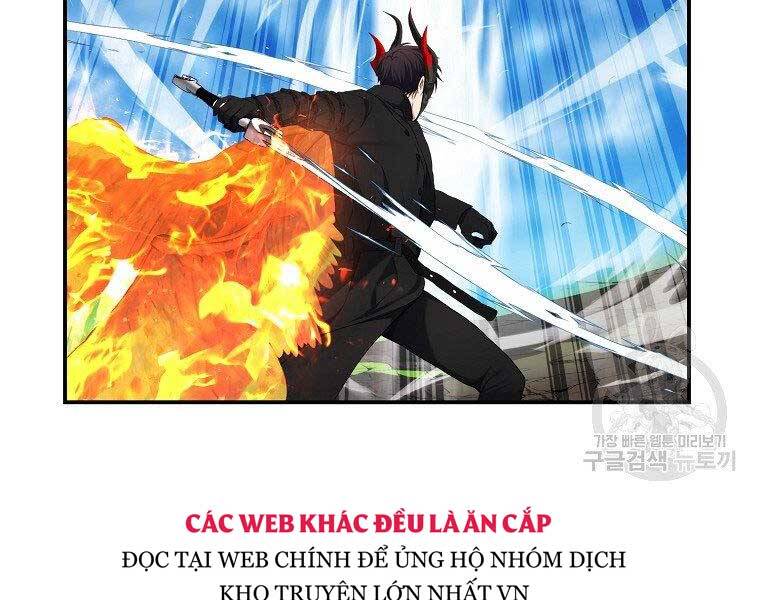 가장 빠른 웹툰 미리보기
구글검색 뉴토끼
CÁC WEB KHÁC ĐỀU LÀ ĂN CẮP
ĐỌC TẠI WEB CHÍNH ĐỂ ỦNG HỘ NHÓM DỊCH
KHO TRUYỆN LỚN NHẤT VN